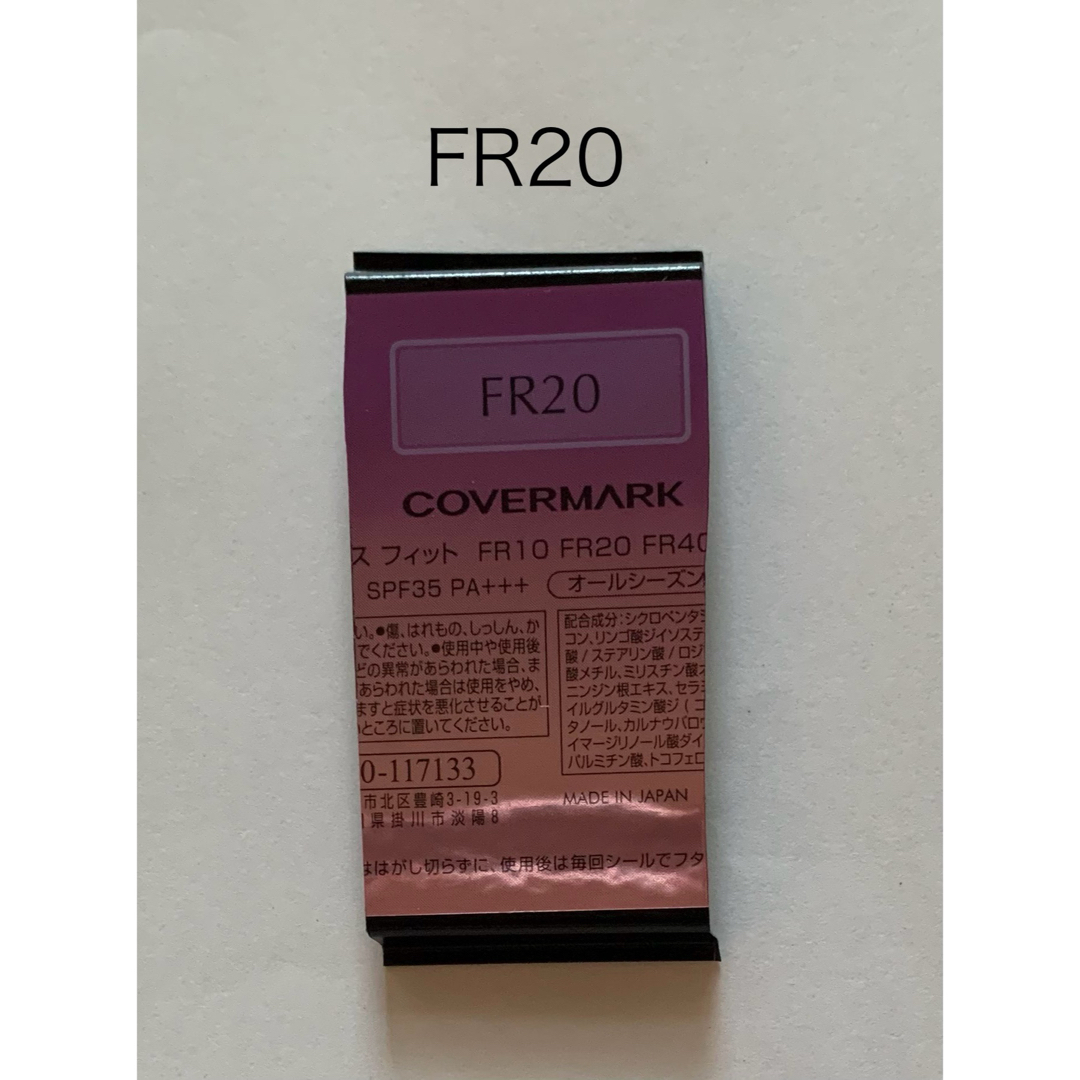 FR20
FR20
COVERMARK
ス フィット FR10 FR20 FR40
SPF35 PA+++ オールシーズン
い。●傷、はれもの、しっしん、か
でください。●使用中や使用後
どの異常があらわれた場合、ま
あらわれた場合は使用をやめ、
ますと症状を悪化させることが
いところに置いてください。
配合成分:シクロペンタシ
コン、リンゴ酸ジイソステ
酸/ステアリン酸/ロジ
酸メチル、ミリスチン酸
ニンジン根エキス、セラミ
イルグルタミン酸ジ(コ
タノール、カルナウバロウ
イマージリノール酸ダイ
パルミチン酸、トコフェロ
0-117133
市北区豊崎3-19-3
県掛川市淡陽8
MADE IN JAPAN
はがし切らずに、使用後は毎回シールでフタ